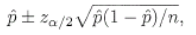 p̂ ± z_{α/2}√{p̂(1 − p̂)/n},